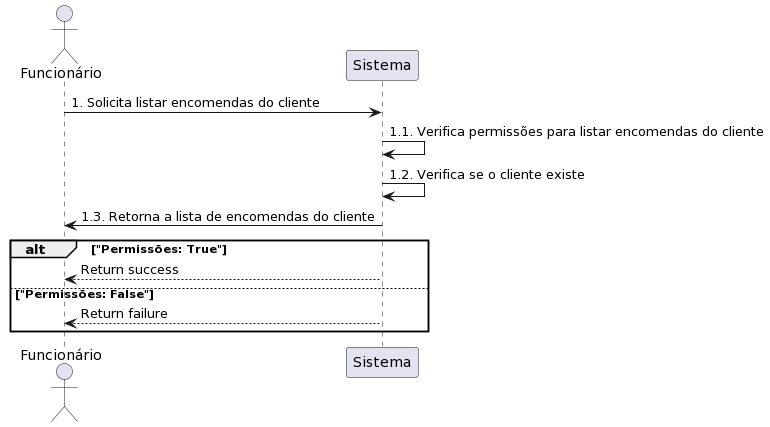 Funcionário
Sistema
1. Solicita listar encomendas do cliente
1.1. Verifica permissões para listar encomendas do cliente
1.2. Verifica se o cliente existe
1.3. Retorna a lista de encomendas do cliente
alt ["Permissões: True"]
Return success
["Permissões: False"]
Return failure
Funcionário
Sistema